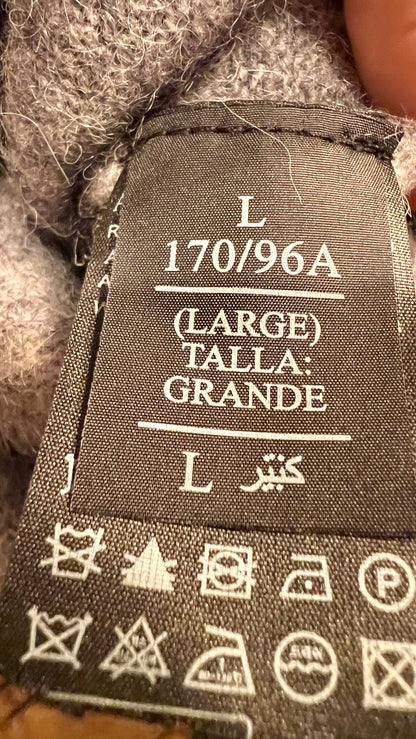 L
170/96A
(LARGE)
TALLA:
GRANDE
L كبير
P